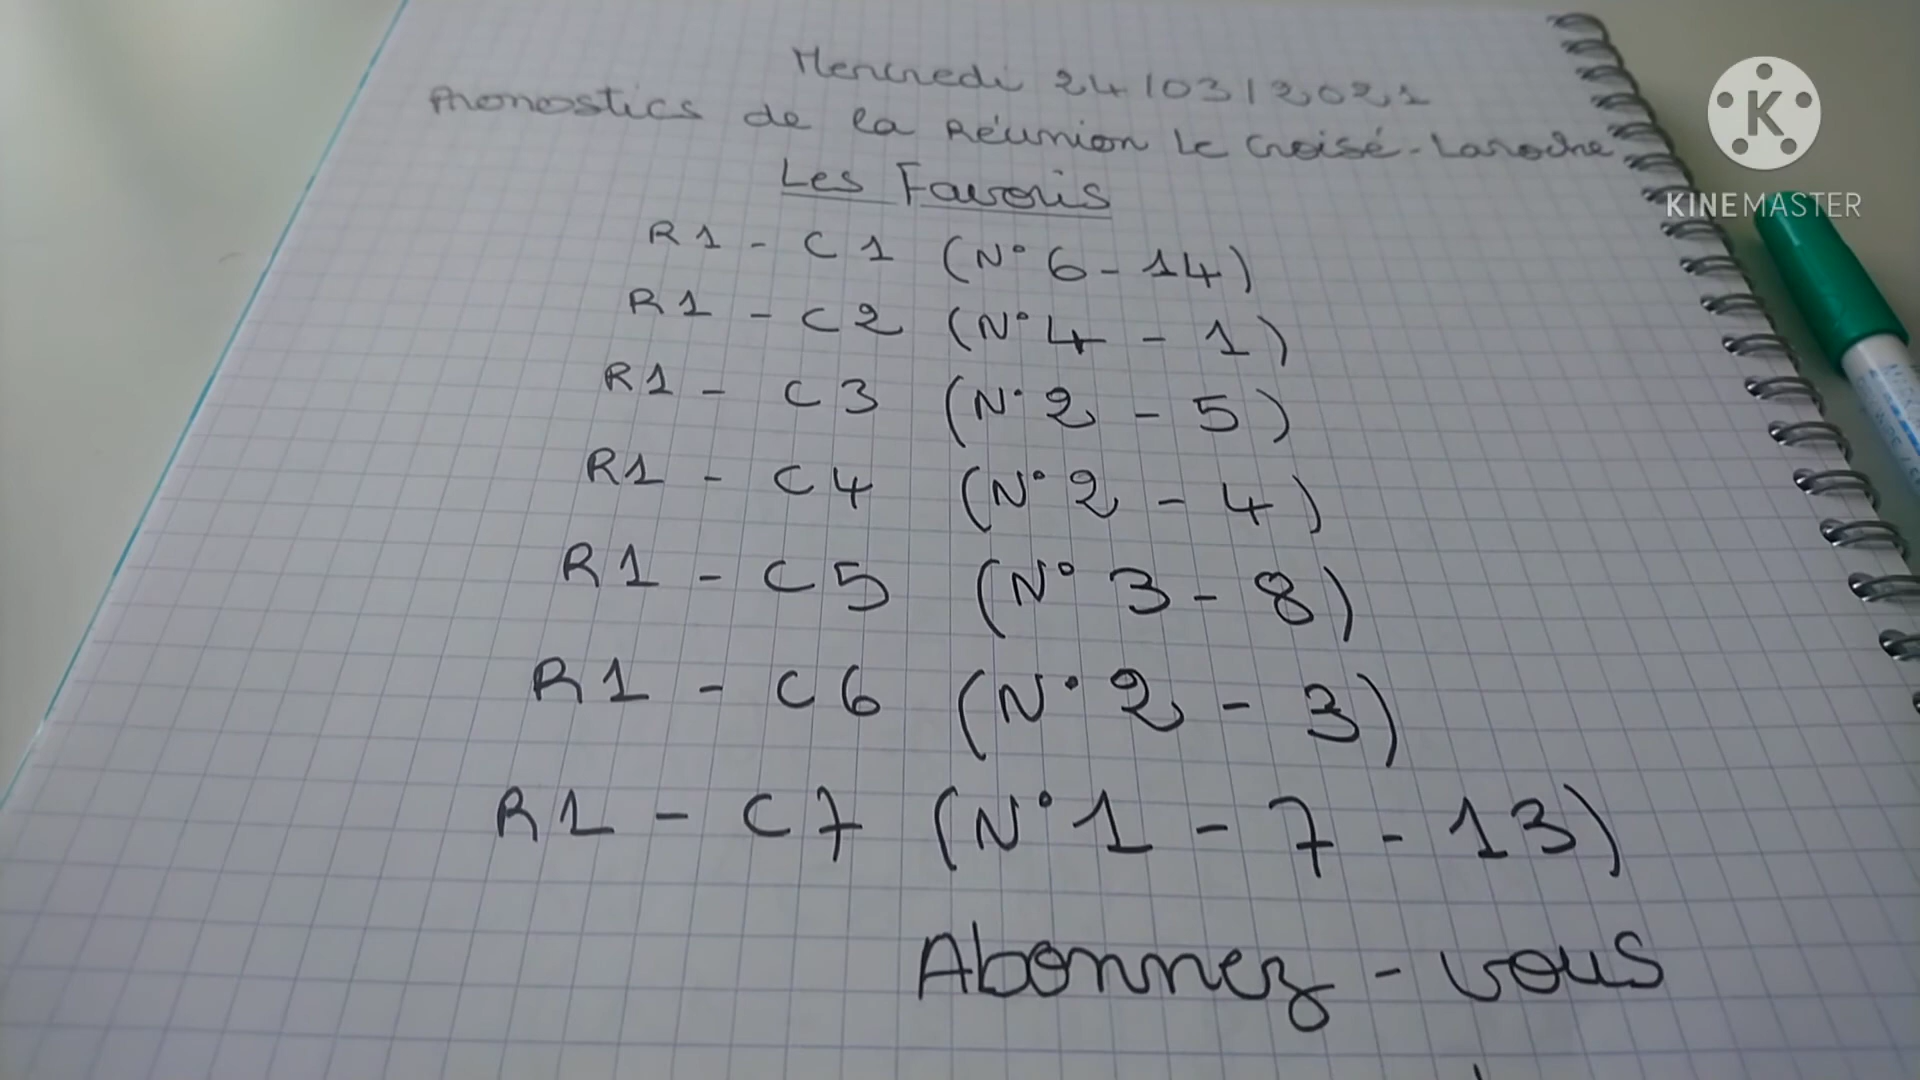 Mercredi 24/03/2021
Pronostics de la Réunion Le Croisé-Laroche
Les Favoris
R1 - C1 (N° 6 - 14)
R1 - C2 (N° 4 - 1)
R1 - C3 (N° 2 - 5)
R1 - C4 (N° 2 - 4)
R1 - C5 (N° 3 - 8)
R1 - C6 (N° 2 - 3)
R1 - C7 (N° 1 - 7 - 13)
Abonnez-vous
K
KINEMASTER